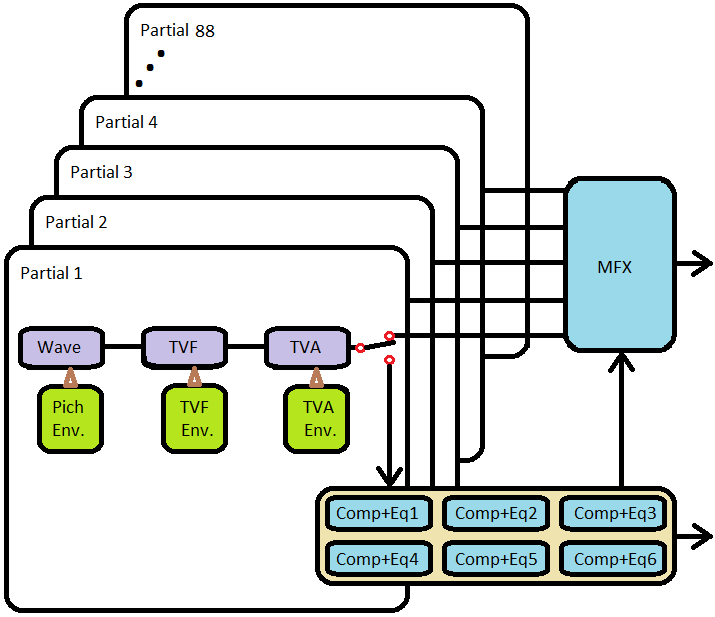 Partial 88
Partial 4
Partial 3
Partial 2
Partial 1
MFX
Wave
TVF
TVA
Pich
Env.
TVF
Env.
TVA
Env.
Comp+Eq1
Comp+Eq2
Comp+Eq3
Comp+Eq4
Comp+Eq5
Comp+Eq6